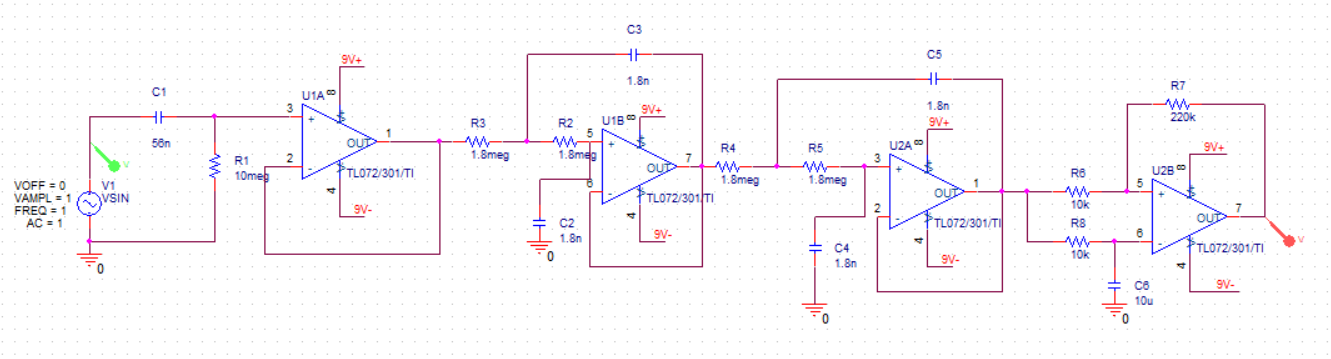 C1
56n
R1
10meg
VOFF = 0
VAMPL = 1
FREQ = 1
AC = 1
V1
VSIN
V
0
9V+
U1A
8
3
+
2
-
1
OUT
4
TL072/301/TI
9V-
R3
1.8meg
C3
1.8n
R2
1.8meg
9V+
U1B
8
5
+
6
-
7
OUT
4
TL072/301/TI
9V-
C2
1.8n
0
R4
1.8meg
C5
1.8n
R5
1.8meg
9V+
U2A
8
3
+
2
-
1
OUT
4
TL072/301/TI
9V-
C4
1.8n
0
R6
10k
R8
10k
R7
220k
9V+
U2B
8
5
+
6
-
7
OUT
4
TL072/301/TI
9V-
C6
10u
0
V